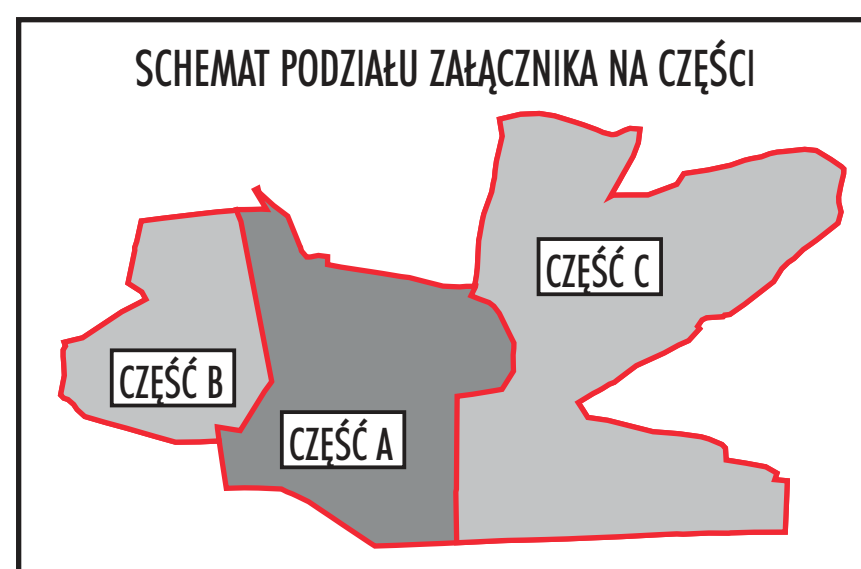 SCHEMAT PODZIAŁU ZAŁĄCZNIKA NA CZĘŚCI
CZĘŚĆ C
CZĘŚĆ B
CZĘŚĆ A